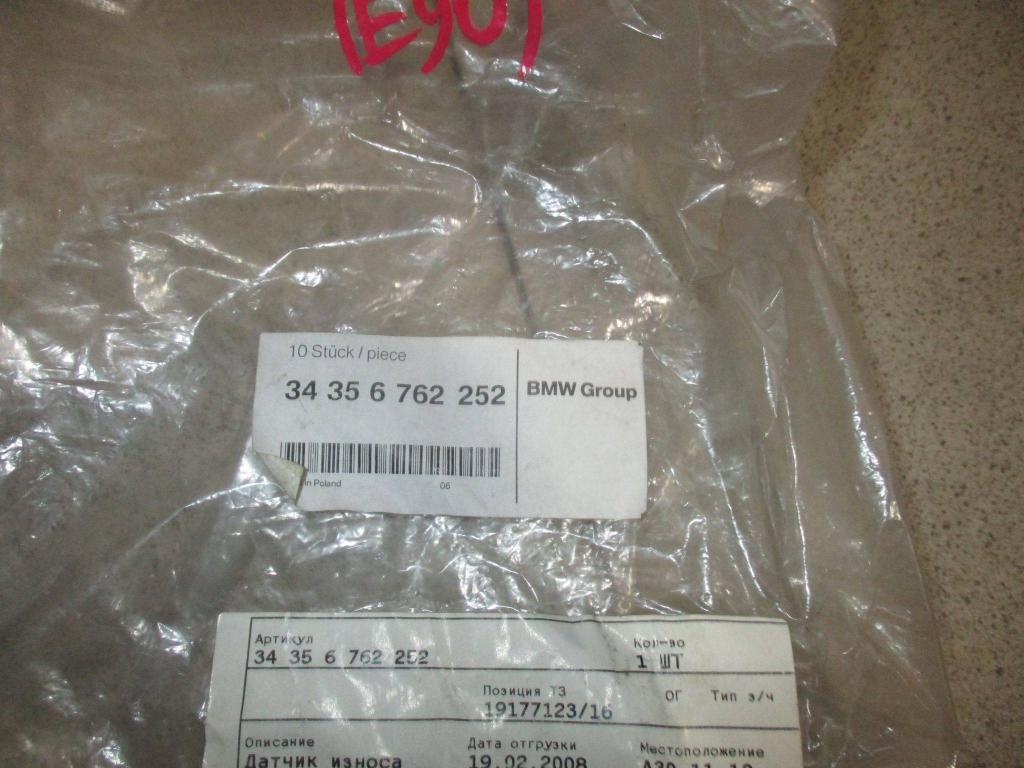 (E90)
10 Stück / piece
34 35 6 762 252
BMW Group
in Poland 06
Артикул Кол-во
34 35 6 762 252 1 ШТ
Позиция ТЗ ОГ Тип з/ч
19177123/16
Описание Дата отгрузки Местоположение
Датчик износа 19.02.2008